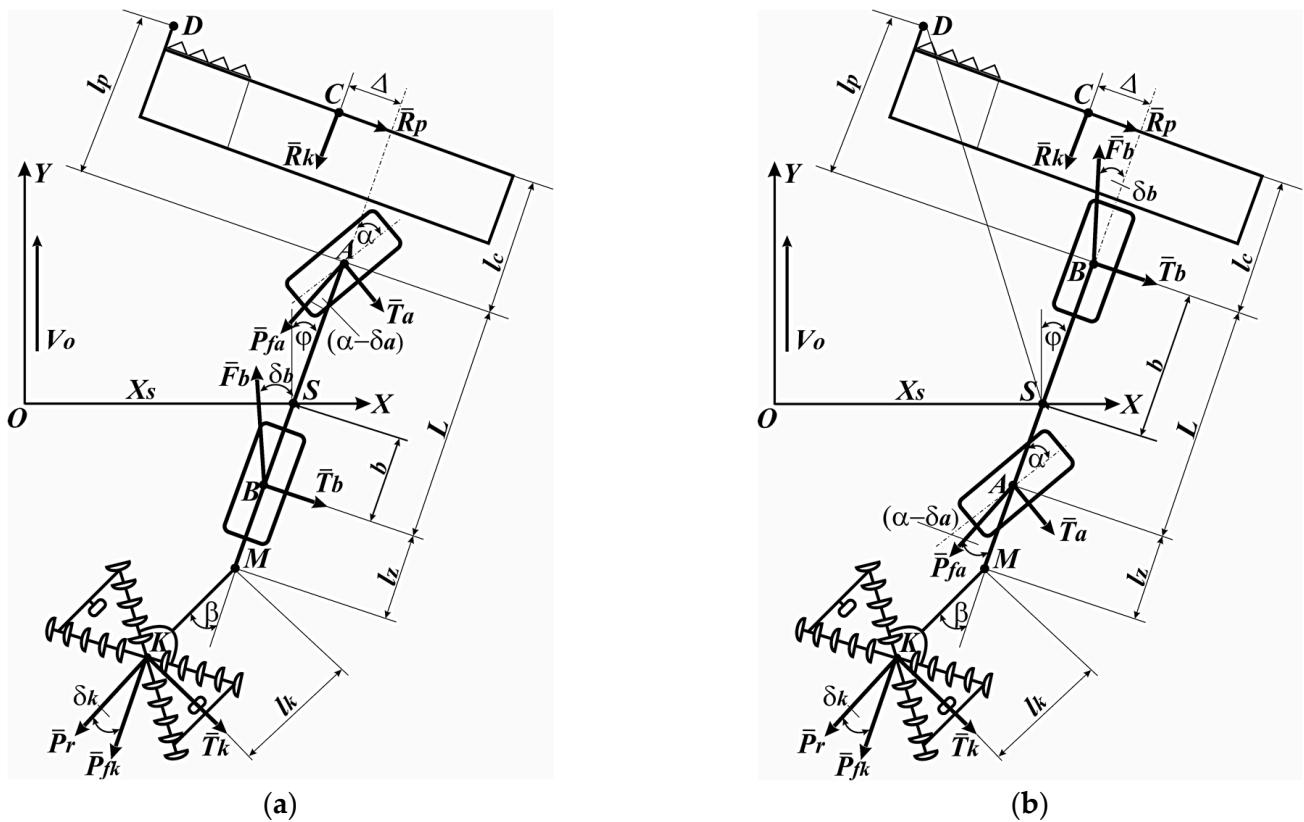 D
lp
C
Δ
R̄p
R̄k
Y
α
A
lc
T̄a
P̄fa
φ
(α−δa)
Vo
F̄b
δb
Xs
S
X
O
L
b
B
T̄b
M
lz
β
K
δk
lk
P̄r
P̄fk
T̄k
(a)
D
lp
C
Δ
R̄p
R̄k
F̄b
δb
Y
lc
B
T̄b
φ
Vo
b
Xs
S
X
O
L
α
A
(α−δa)
T̄a
P̄fa
M
lz
β
K
δk
lk
P̄r
P̄fk
T̄k
(b)